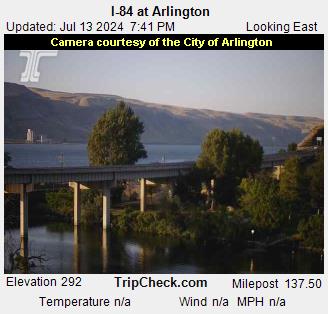 I-84 at Arlington
Updated: Jul 13 2024 7:41 PM Looking East
Camera courtesy of the City of Arlington
Elevation 292 TripCheck.com Milepost 137.50
Temperature n/a Wind n/a MPH n/a